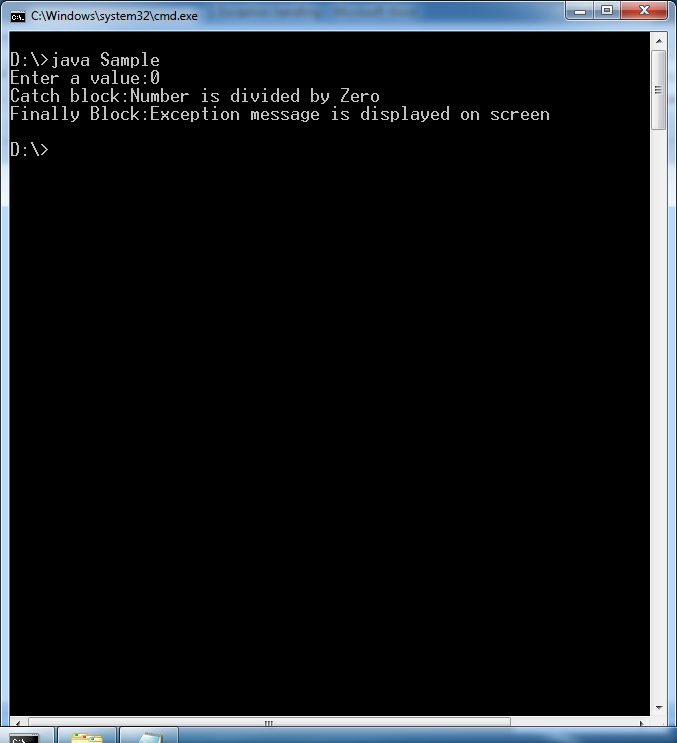 C:\Windows\system32\cmd.exe
D:\>java Sample
Enter a value:0
Catch block:Number is divided by Zero
Finally Block:Exception message is displayed on screen
D:\>